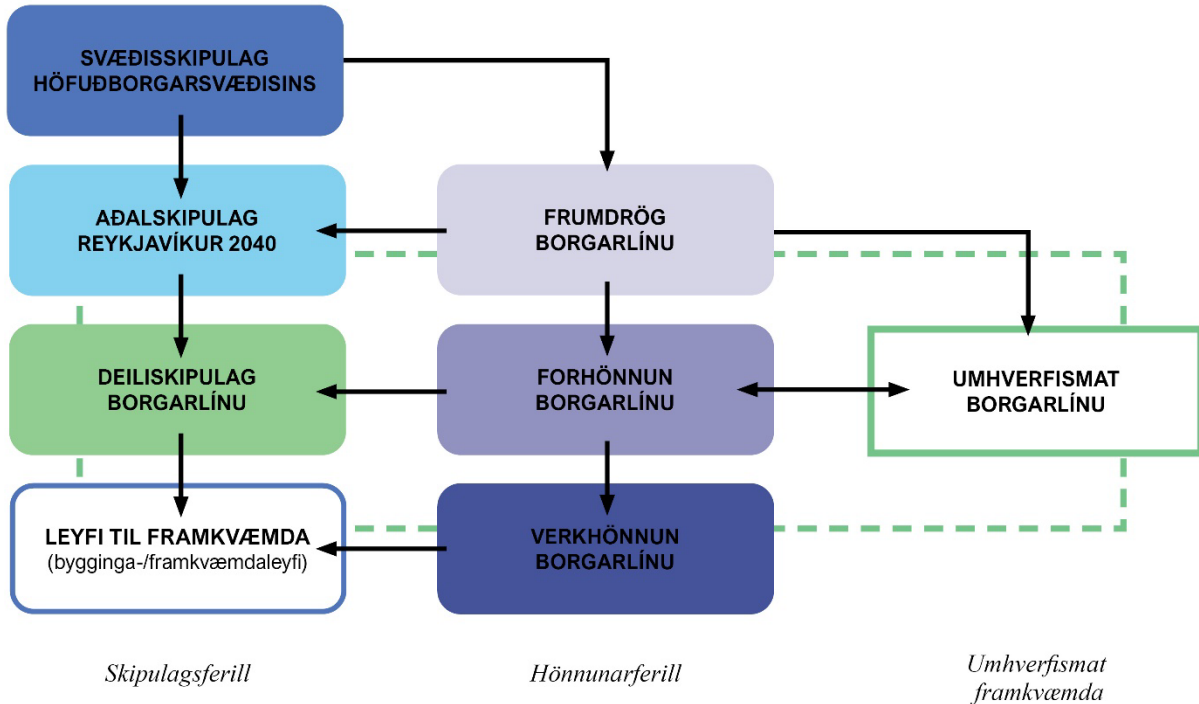 SVÆÐISSKIPULAG
HÖFUÐBORGARSVÆÐISINS
AÐALSKIPULAG
REYKJAVÍKUR 2040
FRUMDRÖG
BORGARLÍNU
DEILISKIPULAG
BORGARLÍNU
FORHÖNNUN
BORGARLÍNU
UMHVERFISMAT
BORGARLÍNU
LEYFI TIL FRAMKVÆMDA
(bygginga-/framkvæmdaleyfi)
VERKHÖNNUN
BORGARLÍNU
Skipulagsferill
Hönnunarferill
Umhverfismat
framkvæmda